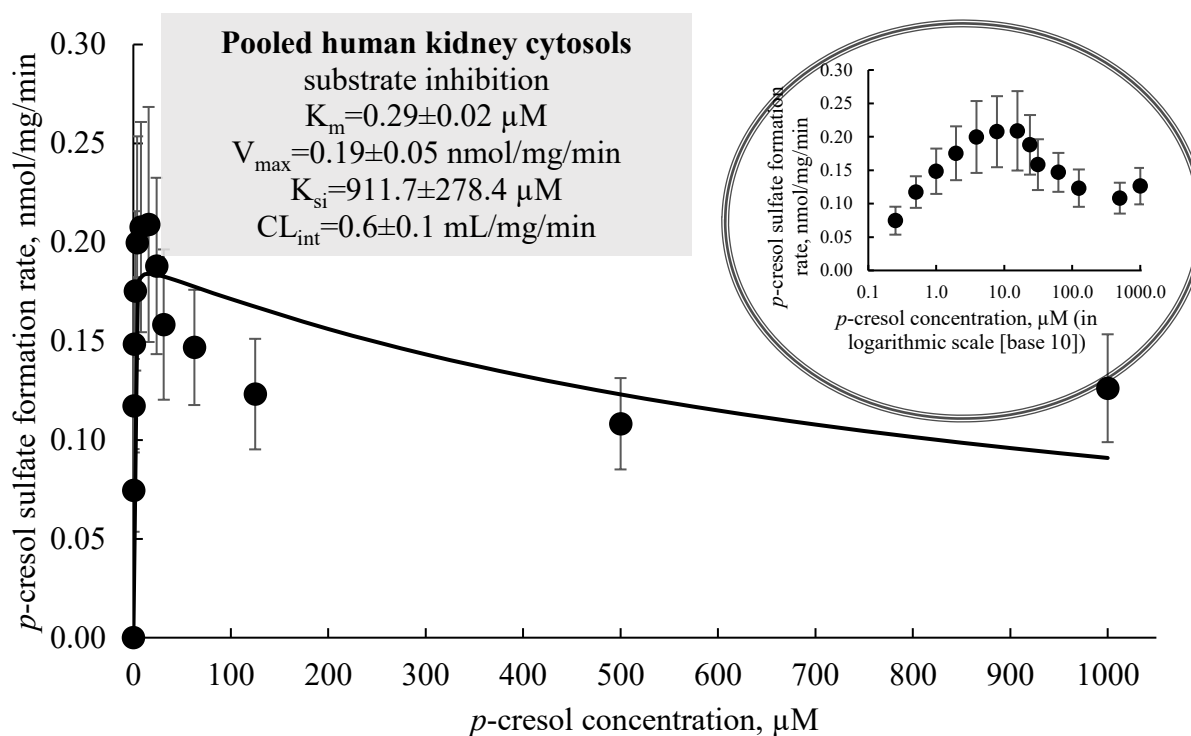 Pooled human kidney cytosols
substrate inhibition
Km=0.29±0.02 µM
Vmax=0.19±0.05 nmol/mg/min
Ksi=911.7±278.4 µM
CLint=0.6±0.1 mL/mg/min
p-cresol sulfate formation rate, nmol/mg/min
0.30
0.25
0.20
0.15
0.10
0.05
0.00
0 100 200 300 400 500 600 700 800 900 1000
p-cresol concentration, µM
p-cresol sulfate formation
rate, nmol/mg/min
0.30
0.25
0.20
0.15
0.10
0.05
0.00
0.1 1.0 10.0 100.0 1000.0
p-cresol concentration, µM (in
logarithmic scale [base 10])